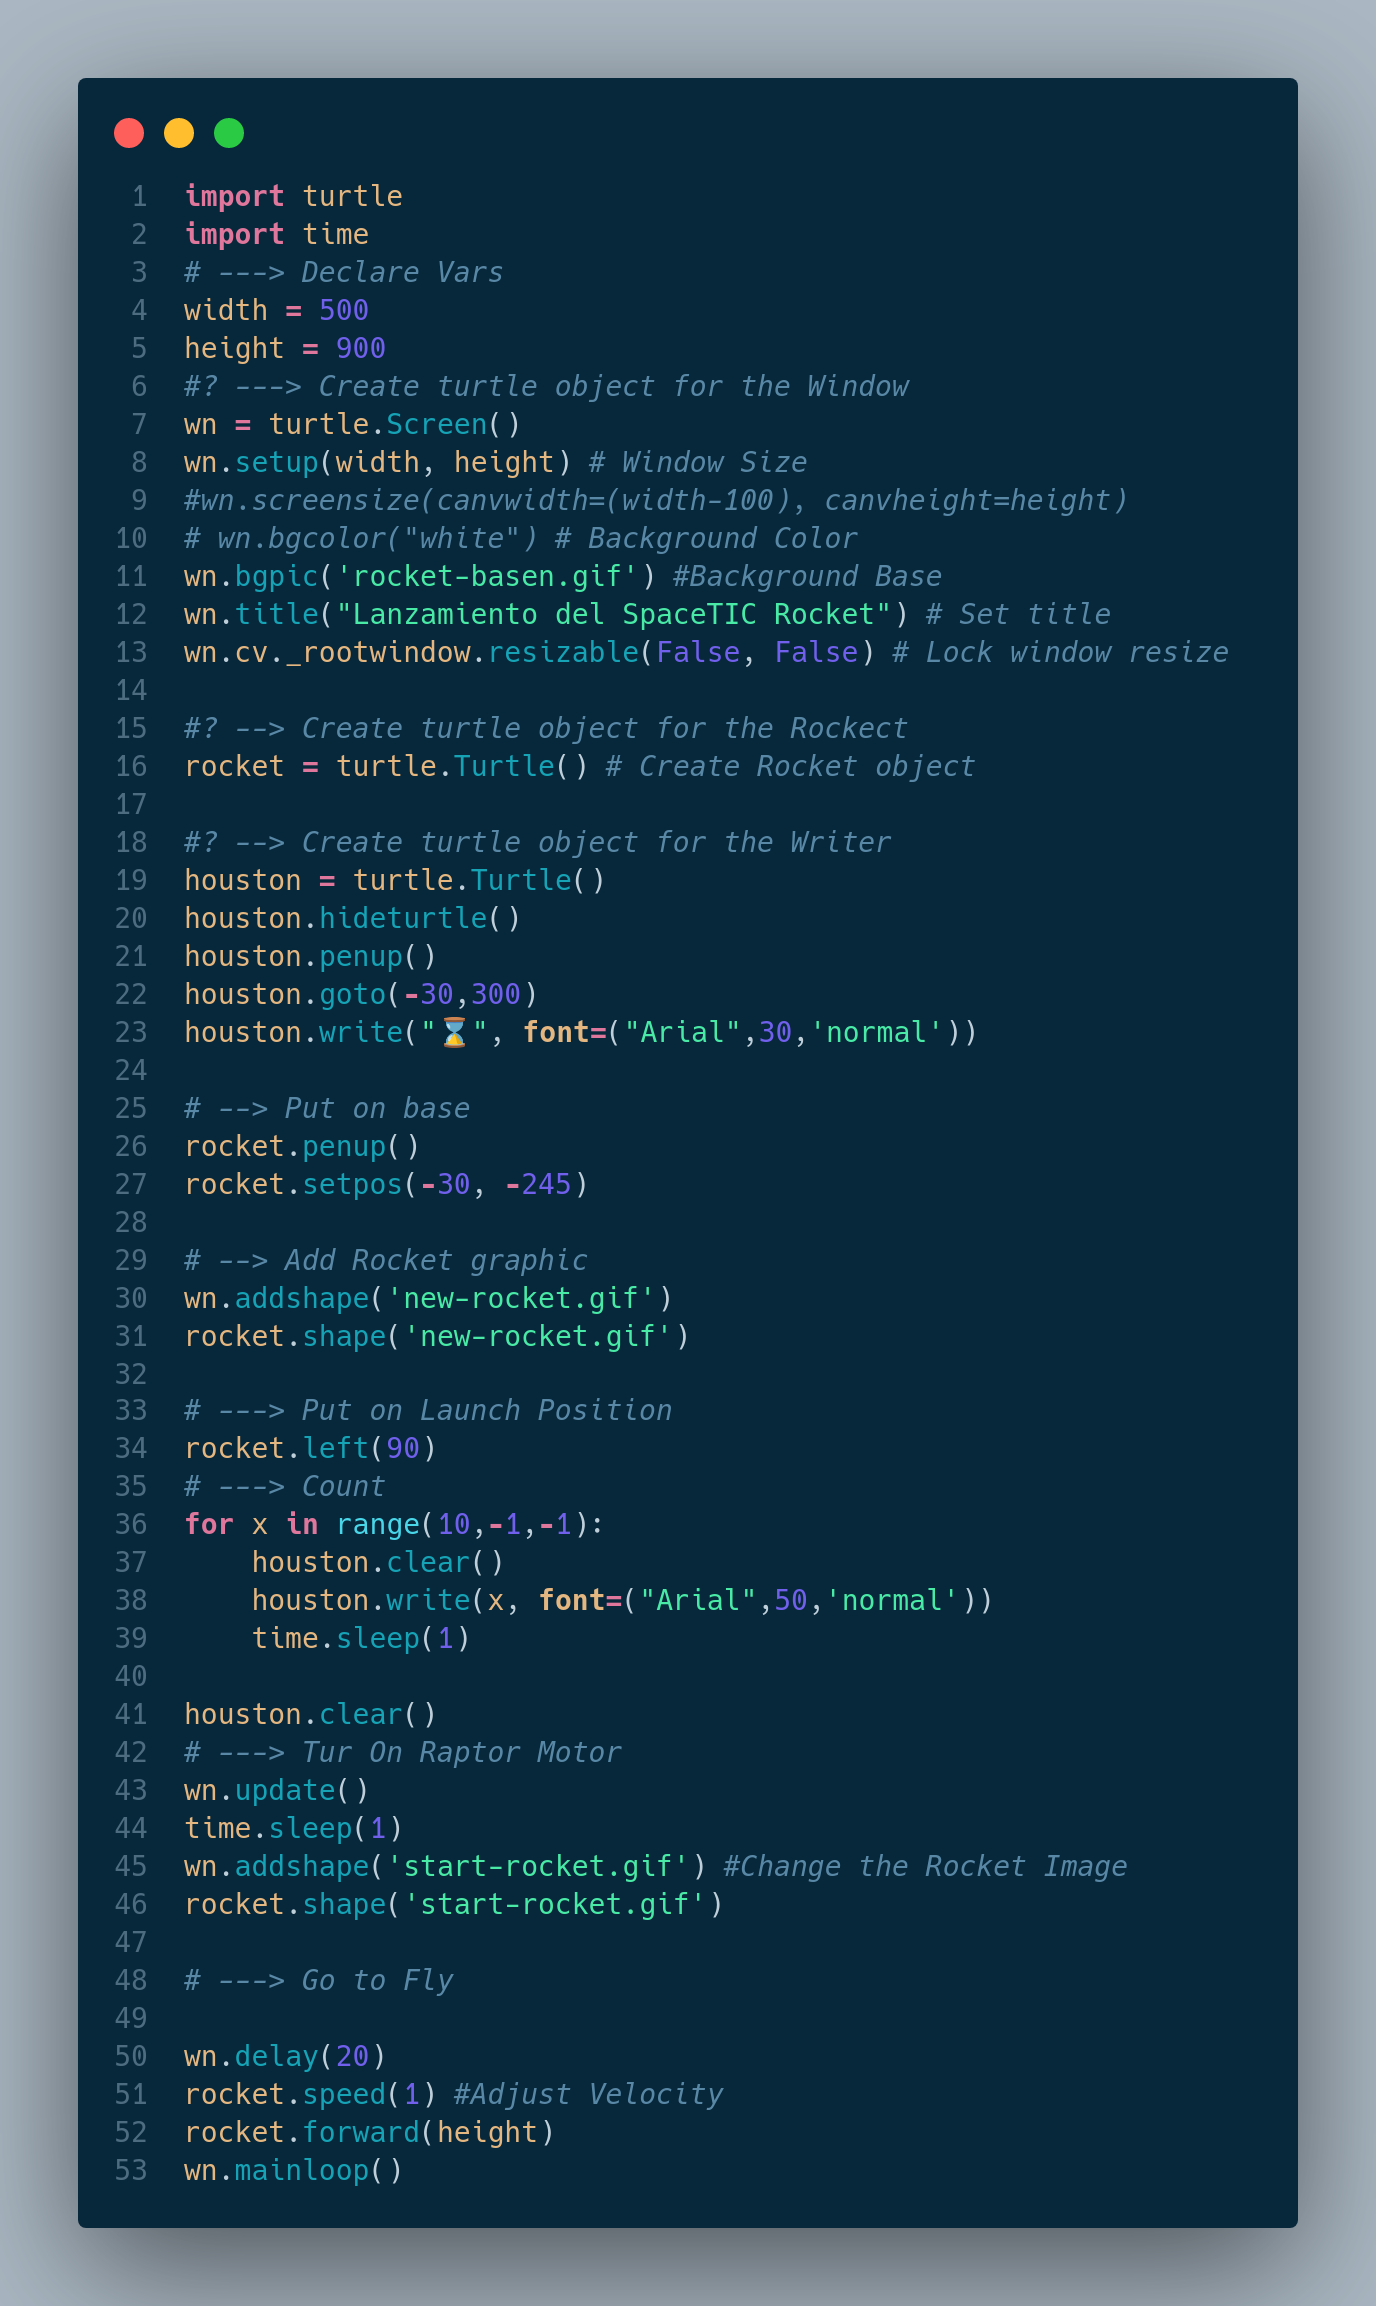 1 import turtle
2 import time
3 # ---> Declare Vars
4 width = 500
5 height = 900
6 #? ---> Create turtle object for the Window
7 wn = turtle.Screen()
8 wn.setup(width, height) # Window Size
9 #wn.screensize(canvwidth=(width-100), canvheight=height)
10 # wn.bgcolor("white") # Background Color
11 wn.bgpic('rocket-basen.gif') #Background Base
12 wn.title("Lanzamiento del SpaceTIC Rocket") # Set title
13 wn.cv._rootwindow.resizable(False, False) # Lock window resize
14
15 #? --> Create turtle object for the Rockect
16 rocket = turtle.Turtle() # Create Rocket object
17
18 #? --> Create turtle object for the Writer
19 houston = turtle.Turtle()
20 houston.hideturtle()
21 houston.penup()
22 houston.goto(-30,300)
23 houston.write("⌛", font=("Arial",30,'normal'))
24
25 # --> Put on base
26 rocket.penup()
27 rocket.setpos(-30, -245)
28
29 # --> Add Rocket graphic
30 wn.addshape('new-rocket.gif')
31 rocket.shape('new-rocket.gif')
32
33 # ---> Put on Launch Position
34 rocket.left(90)
35 # ---> Count
36 for x in range(10,-1,-1):
37     houston.clear()
38     houston.write(x, font=("Arial",50,'normal'))
39     time.sleep(1)
40
41 houston.clear()
42 # ---> Tur On Raptor Motor
43 wn.update()
44 time.sleep(1)
45 wn.addshape('start-rocket.gif') #Change the Rocket Image
46 rocket.shape('start-rocket.gif')
47
48 # ---> Go to Fly
49
50 wn.delay(20)
51 rocket.speed(1) #Adjust Velocity
52 rocket.forward(height)
53 wn.mainloop()